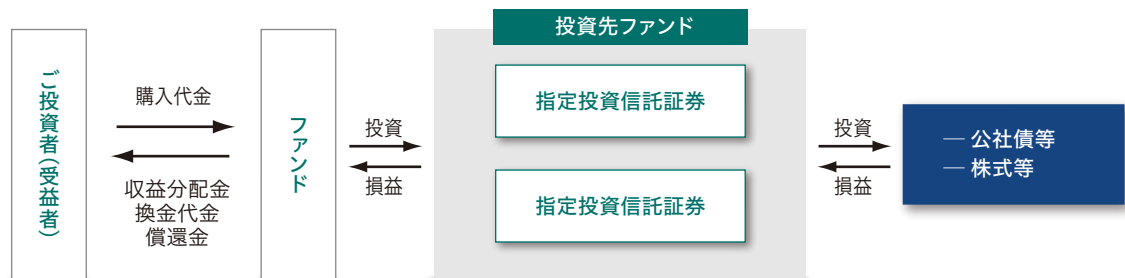 投資先ファンド
ご投資者(受益者)
購入代金
収益分配金
換金代金
償還金
ファンド
投資
損益
指定投資信託証券
指定投資信託証券
投資
損益
― 公社債等
― 株式等